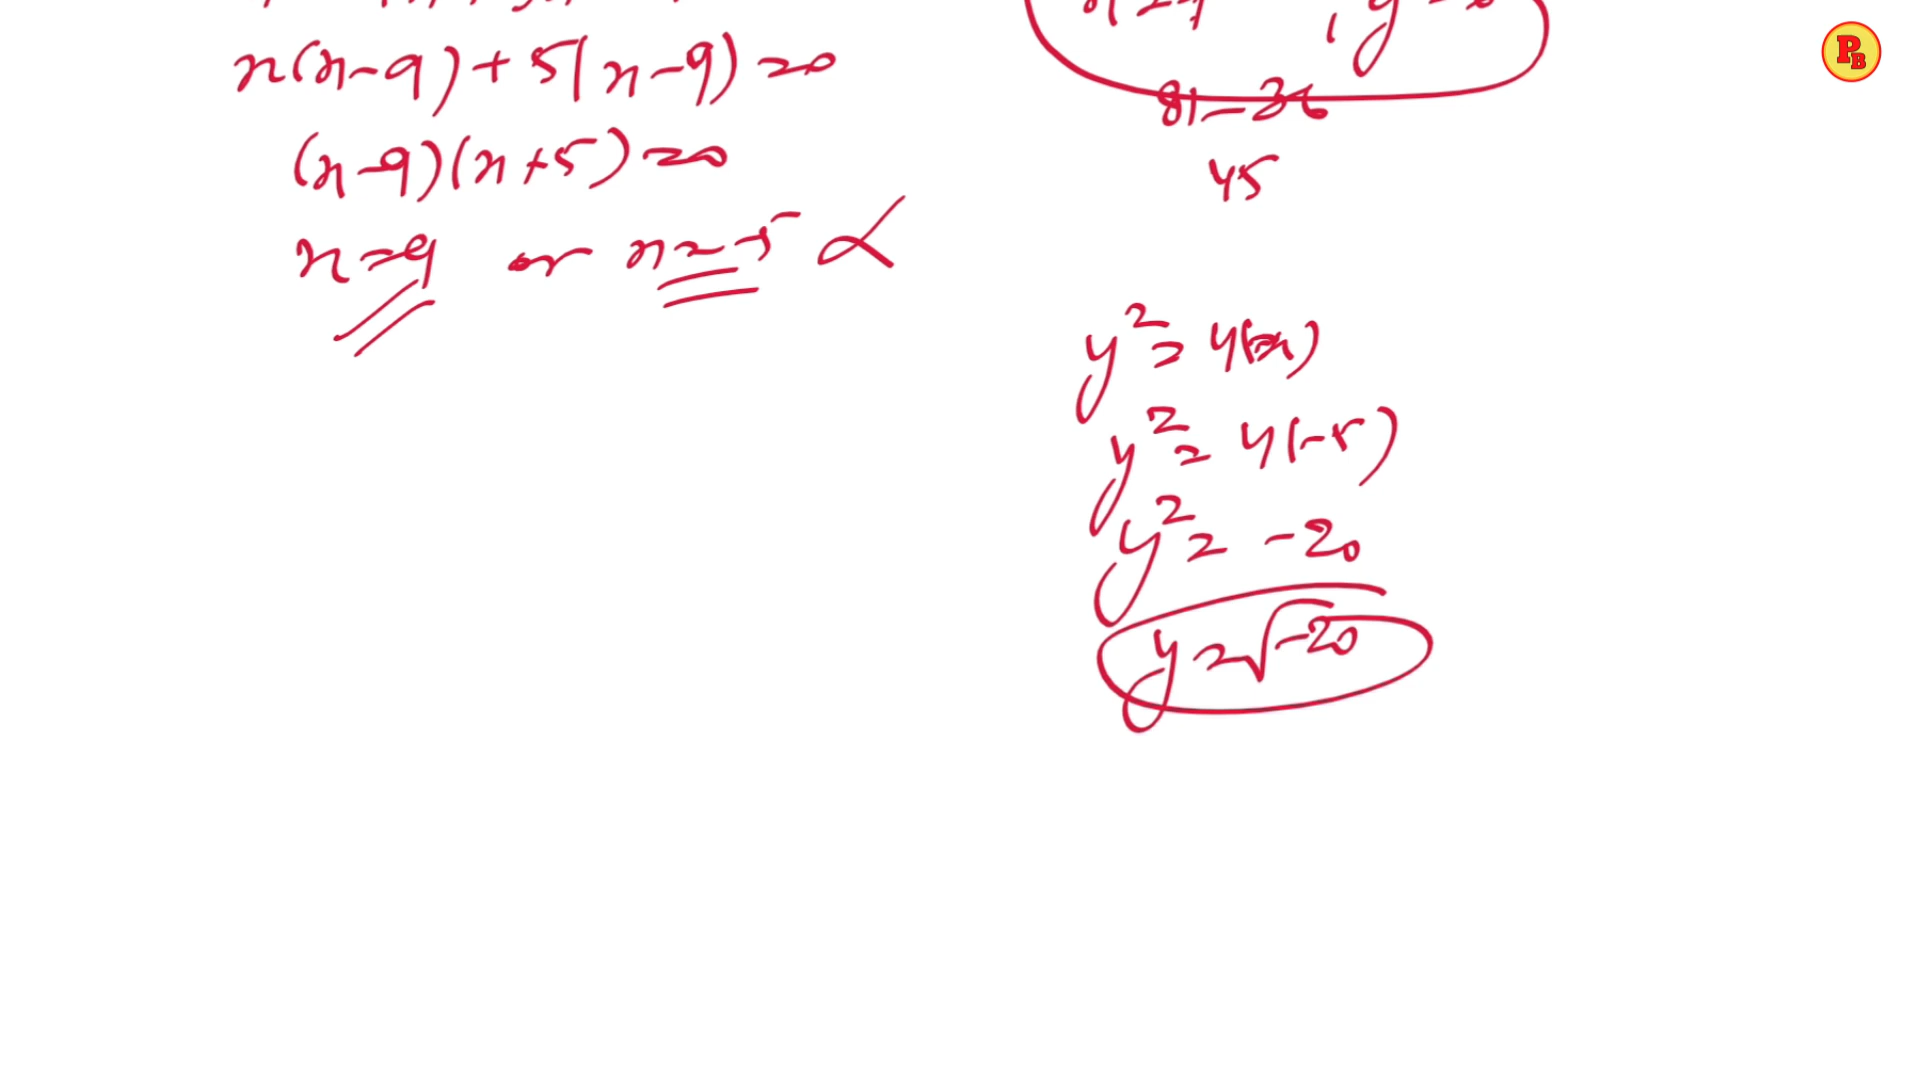 x(x-9)+5(x-9)=0
(x-9)(x+5)=0
x=9 or x=-5
81-36
45
y²=4(x)
y²=4(-5)
y²=-20
y=√-20
PB